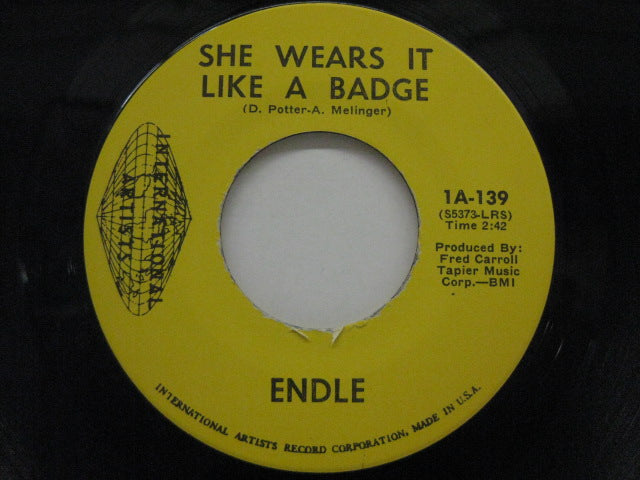 SHE WEARS IT
LIKE A BADGE
(D. Potter-A. Melinger)
INTERNATIONAL
ARTISTS
1A-139
(S5373-LRS)
Time 2:42
Produced By:
Fred Carroll
Tapier Music
Corp.—BMI
ENDLE
INTERNATIONAL ARTISTS RECORD CORPORATION, MADE IN U.S.A.